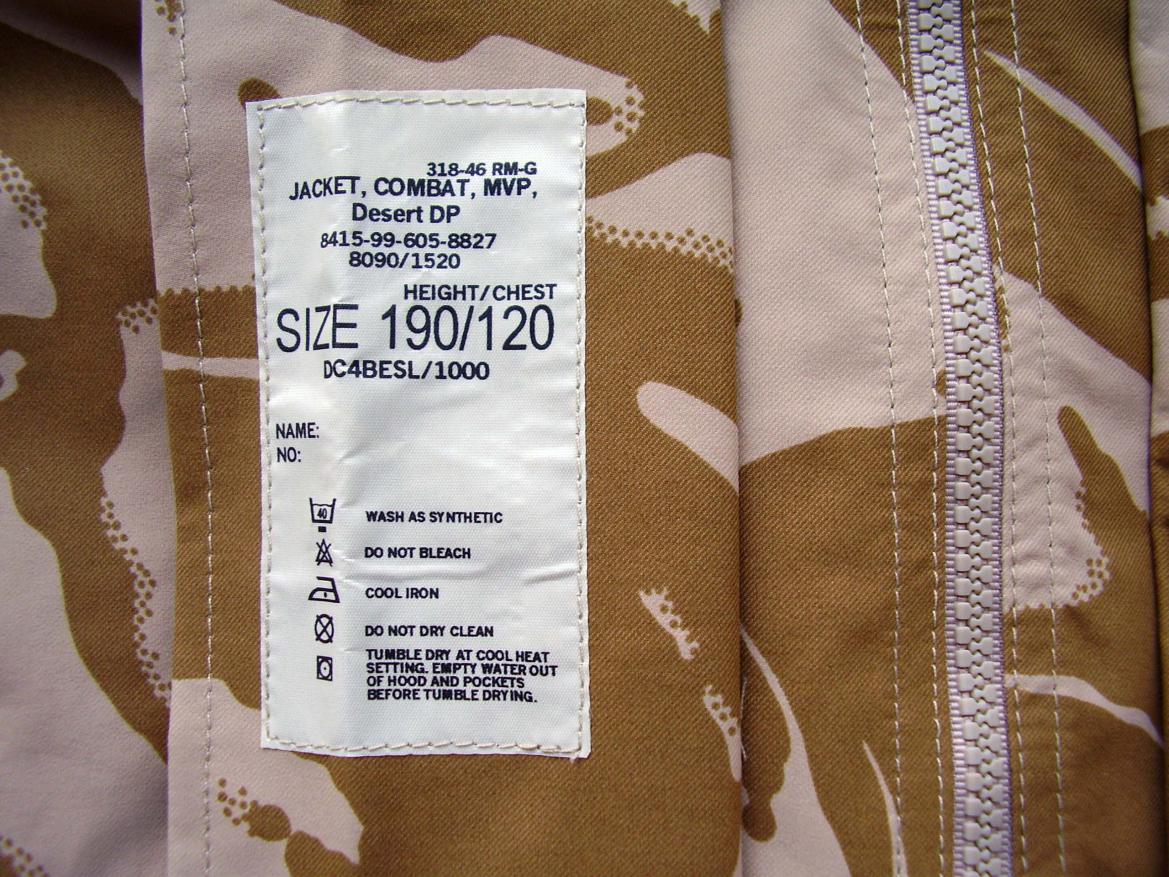 318-46 RM-G
JACKET, COMBAT, MVP,
Desert DP
8415-99-605-8827
8090/1520
HEIGHT/CHEST
SIZE 190/120
DC4BESL/1000
NAME:
NO:
40 WASH AS SYNTHETIC
DO NOT BLEACH
COOL IRON
DO NOT DRY CLEAN
TUMBLE DRY AT COOL HEAT
SETTING. EMPTY WATER OUT
OF HOOD AND POCKETS
BEFORE TUMBLE DRYING.